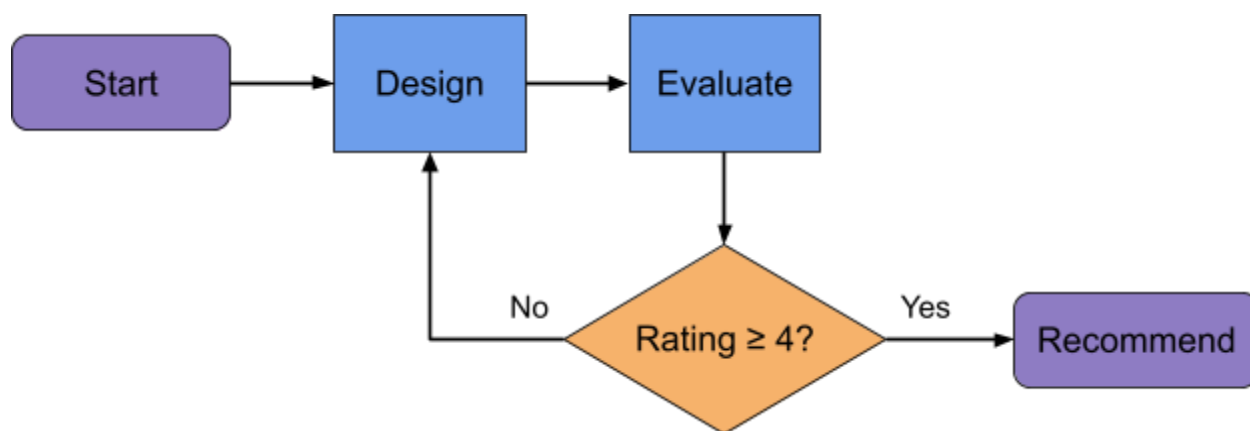 Start
Design
Evaluate
No
Yes
Rating ≥ 4?
Recommend